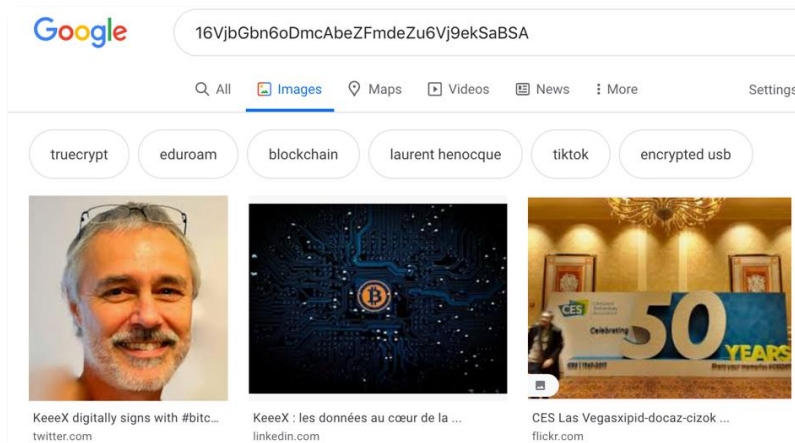 Google
16VjbGbn6oDmcAbeZFmdeZu6Vj9ekSaBSA
All Images Maps Videos News More Settings
truecrypt eduroam blockchain laurent henocque tiktok encrypted usb
CES
Celebrating
50
YEARS
KeeeX digitally signs with #bitc...
twitter.com
KeeeX : les données au cœur de la ...
linkedin.com
CES Las Vegasxipid-docaz-cizok ...
flickr.com